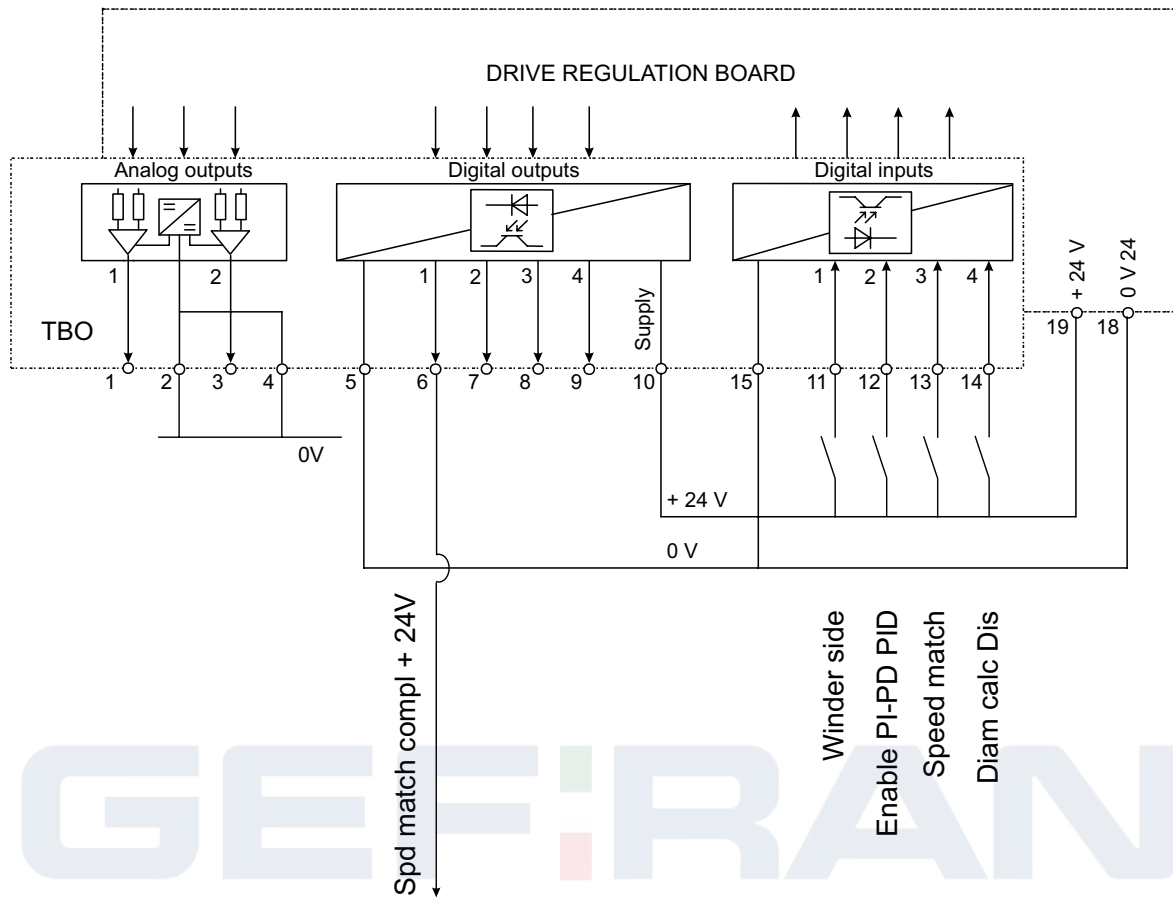 DRIVE REGULATION BOARD
Analog outputs
Digital outputs
Digital inputs
1 2
1 2 3 4
Supply
1 2 3 4
+ 24 V
0 V 24
TBO
19 18
1 2 3 4 5 6 7 8 9 10 15 11 12 13 14
0V
+ 24 V
0 V
Spd match compl + 24V
Winder side
Enable PI-PD PID
Speed match
Diam calc Dis
GEFRAN